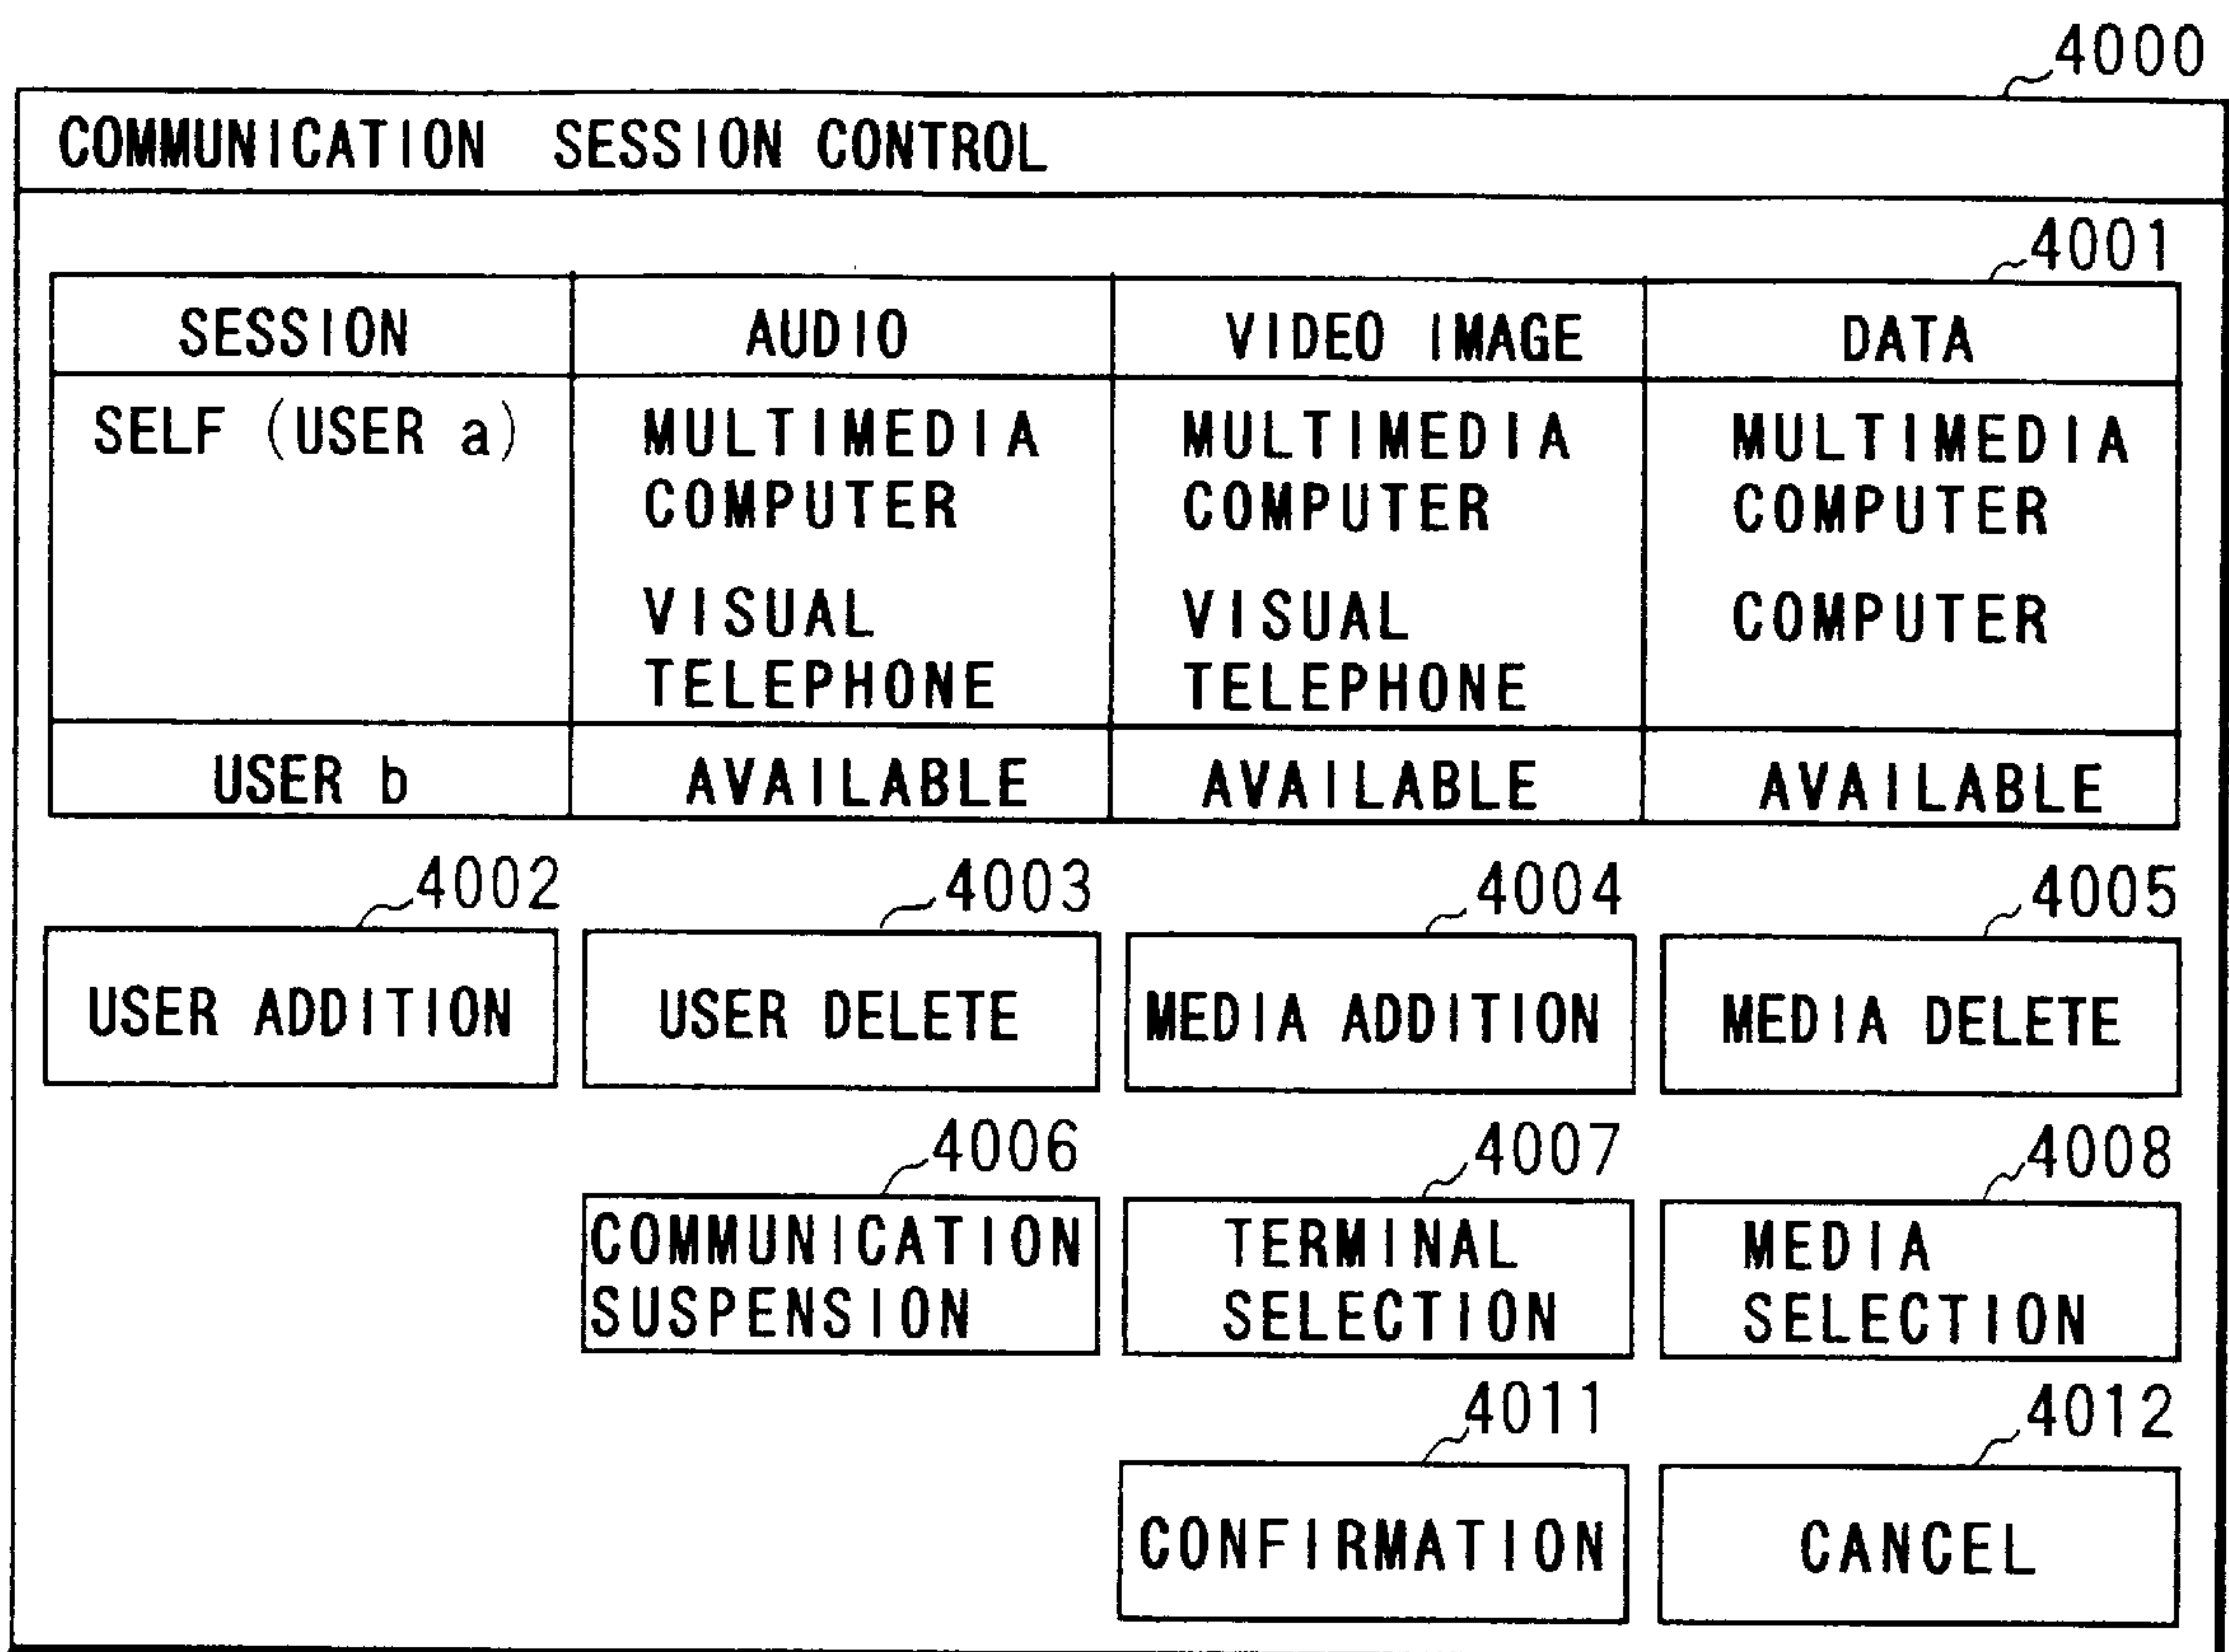 4000
COMMUNICATION SESSION CONTROL
4001
SESSION AUDIO VIDEO IMAGE DATA
SELF (USER a) MULTIMEDIA MULTIMEDIA MULTIMEDIA
COMPUTER COMPUTER COMPUTER
VISUAL VISUAL COMPUTER
TELEPHONE TELEPHONE
USER b AVAILABLE AVAILABLE AVAILABLE
4002 4003 4004 4005
USER ADDITION USER DELETE MEDIA ADDITION MEDIA DELETE
4006 4007 4008
COMMUNICATION TERMINAL MEDIA
SUSPENSION SELECTION SELECTION
4011 4012
CONFIRMATION CANCEL